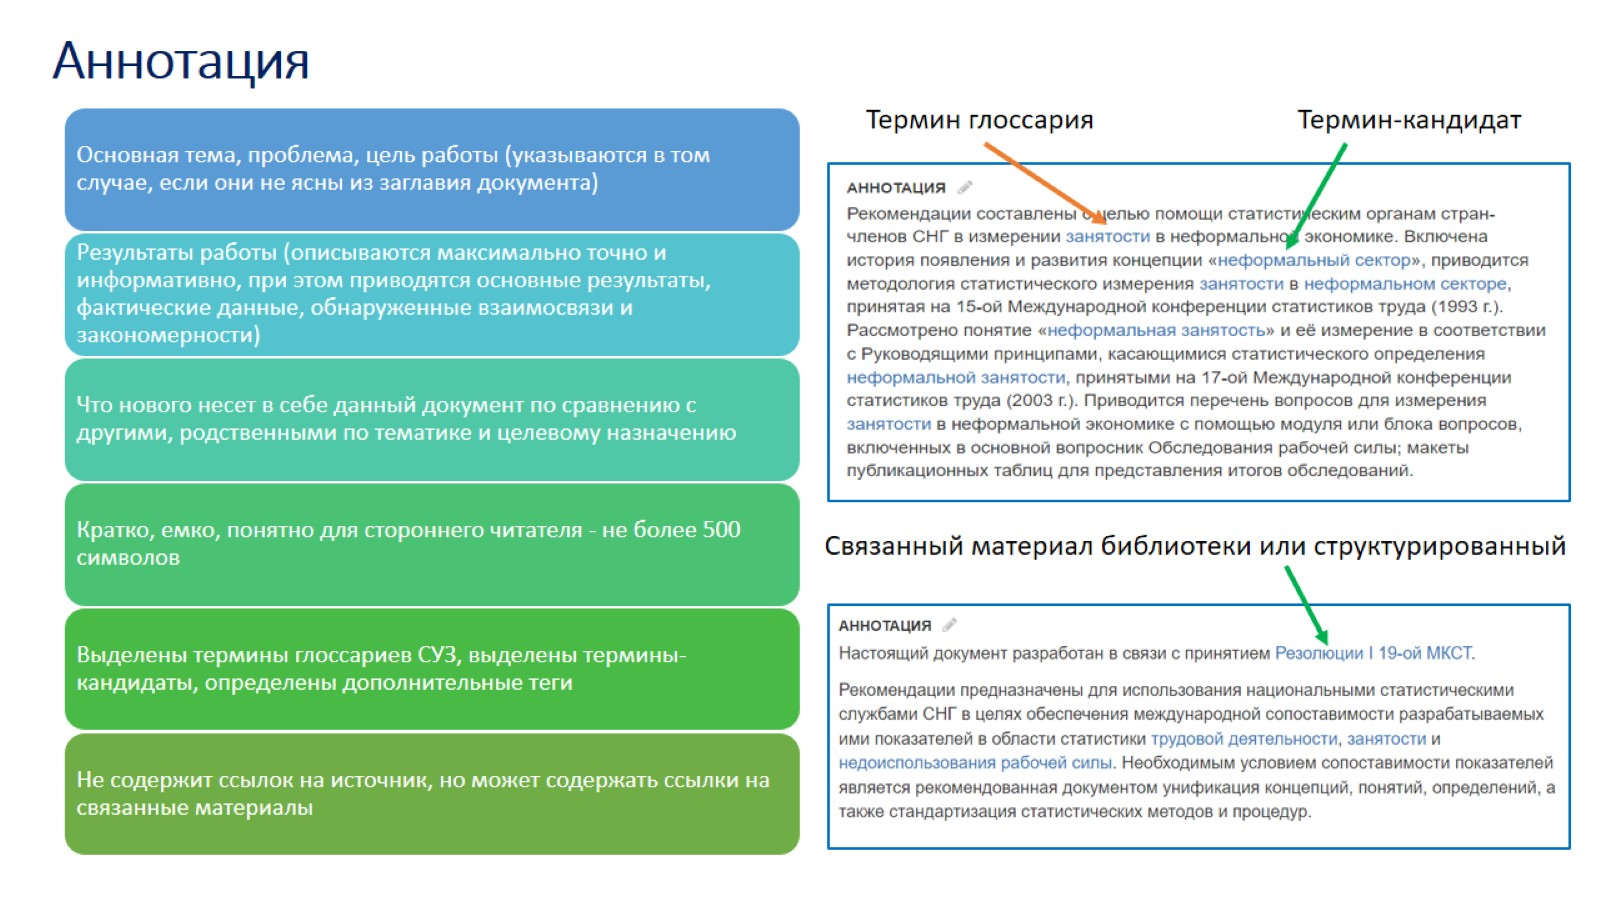 Аннотация
Основная тема, проблема, цель работы (указываются в том
случае, если они не ясны из заглавия документа)
Результаты работы (описываются максимально точно и
информативно, при этом приводятся основные результаты,
фактические данные, обнаруженные взаимосвязи и
закономерности)
Что нового несет в себе данный документ по сравнению с
другими, родственными по тематике и целевому назначению
Кратко, емко, понятно для стороннего читателя - не более 500
символов
Выделены термины глоссариев СУЗ, выделены термины-
кандидаты, определены дополнительные теги
Не содержит ссылок на источник, но может содержать ссылки на
связанные материалы
Термин глоссария
Термин-кандидат
АННОТАЦИЯ
Рекомендации составлены с целью помощи статистическим органам стран-
членов СНГ в измерении занятости в неформальной экономике. Включена
история появления и развития концепции «неформальный сектор», приводится
методология статистического измерения занятости в неформальном секторе,
принятая на 15-ой Международной конференции статистиков труда (1993 г.).
Рассмотрено понятие «неформальная занятость» и её измерение в соответствии
с Руководящими принципами, касающимися статистического определения
неформальной занятости, принятыми на 17-ой Международной конференции
статистиков труда (2003 г.). Приводится перечень вопросов для измерения
занятости в неформальной экономике с помощью модуля или блока вопросов,
включенных в основной вопросник Обследования рабочей силы; макеты
публикационных таблиц для представления итогов обследований.
Связанный материал библиотеки или структурированный
АННОТАЦИЯ
Настоящий документ разработан в связи с принятием Резолюции I 19-ой МКСТ.
Рекомендации предназначены для использования национальными статистическими
службами СНГ в целях обеспечения международной сопоставимости разрабатываемых
ими показателей в области статистики трудовой деятельности, занятости и
недоиспользования рабочей силы. Необходимым условием сопоставимости показателей
является рекомендованная документом унификация концепций, понятий, определений, а
также стандартизация статистических методов и процедур.